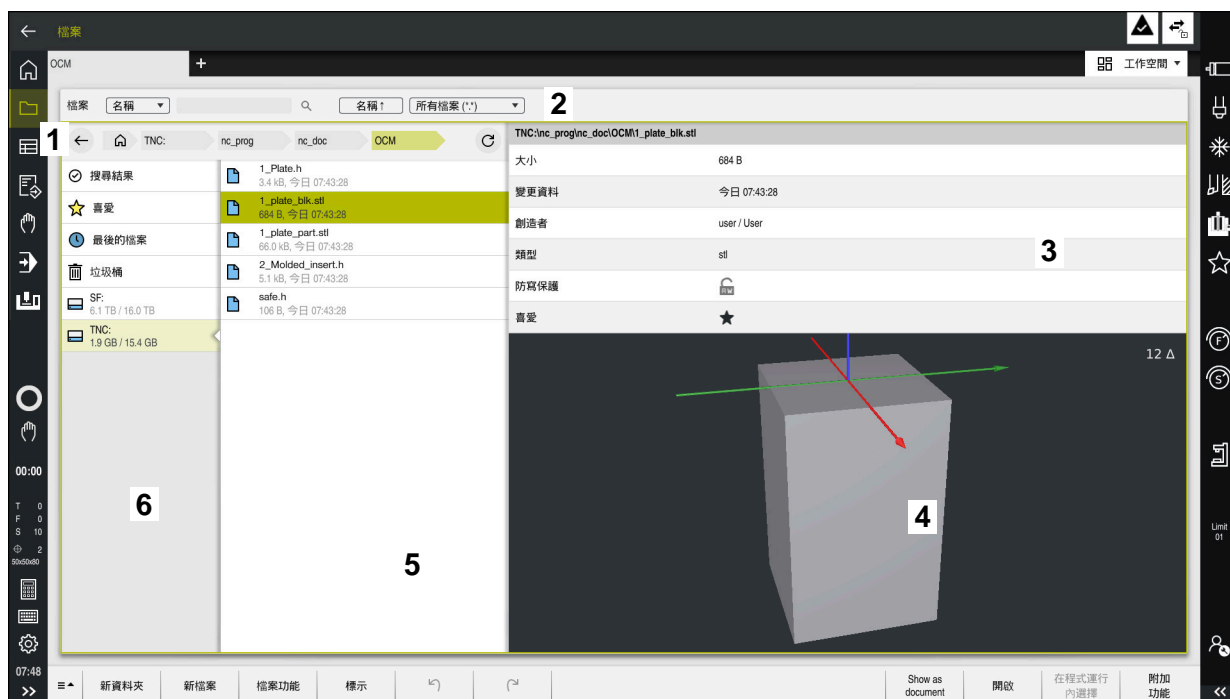 檔案
OCM
+
工作空間
檔案
名稱
名稱↑
所有檔案 (*.*)
2
1
TNC:
nc_prog
nc_doc
OCM
TNC:\nc_prog\nc_doc\OCM\1_plate_blk.stl
搜尋結果
喜愛
最後的檔案
垃圾桶
SF:
6.1 TB / 16.0 TB
TNC:
1.9 GB / 15.4 GB
1_Plate.h
3.4 kB, 今日 07:43:28
1_plate_blk.stl
684 B, 今日 07:43:28
1_plate_part.stl
66.0 kB, 今日 07:43:28
2_Molded_insert.h
5.1 kB, 今日 07:43:28
safe.h
106 B, 今日 07:43:28
大小 684 B
變更資料 今日 07:43:28
創造者 user / User
類型 stl
防寫保護 RW
喜愛
3
12 Δ
4
5
6
00:00
T 0
F 0
S 10
2
50x50x80
07:48
F
S
Limit
01
新資料夾
新檔案
檔案功能
標示
Show as
document
開啟
在程式運行
內選擇
附加
功能